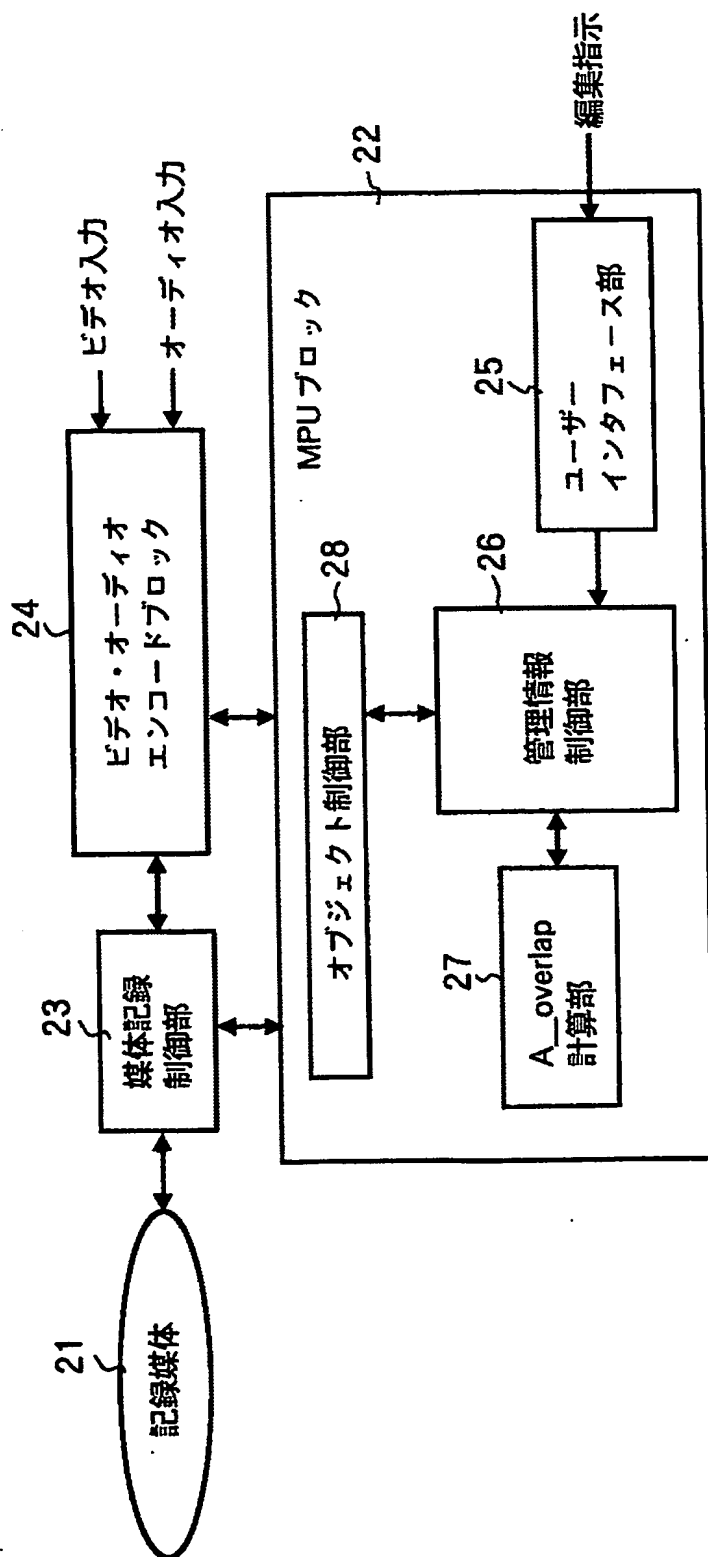 ビデオ入力
オーディオ入力
24
ビデオ・オーディオ
エンコードブロック
23
媒体記録
制御部
21
記録媒体
22
MPUブロック
編集指示
28
オブジェクト制御部
25
ユーザー
インタフェース部
26
管理情報
制御部
27
A_overlap
計算部